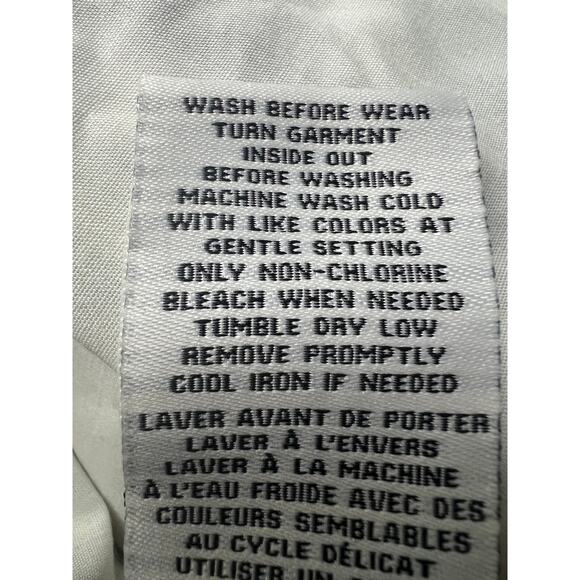 WASH BEFORE WEAR
TURN GARMENT
INSIDE OUT
BEFORE WASHING
MACHINE WASH COLD
WITH LIKE COLORS AT
GENTLE SETTING
ONLY NON-CHLORINE
BLEACH WHEN NEEDED
TUMBLE DRY LOW
REMOVE PROMPTLY
COOL IRON IF NEEDED
LAVER AVANT DE PORTER
LAVER À L'ENVERS
LAVER À LA MACHINE
À L'EAU FROIDE AVEC DES
COULEURS SEMBLABLES
AU CYCLE DÉLICAT
UTILISER UN